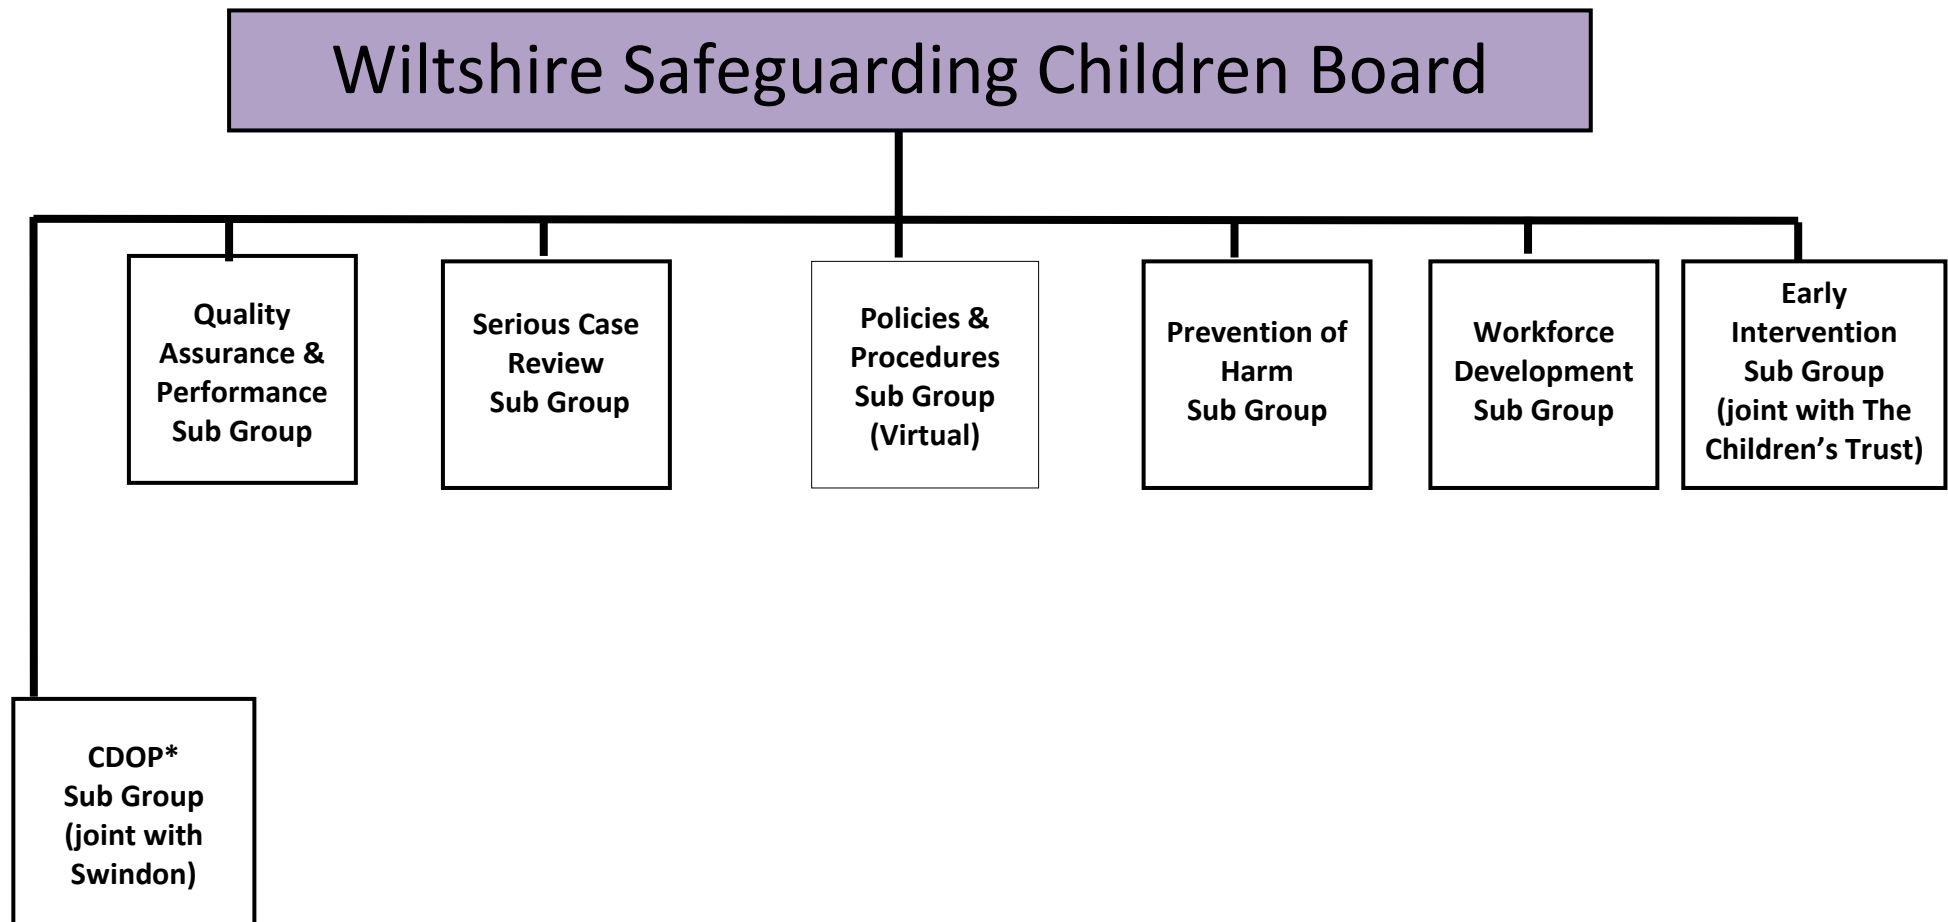 Wiltshire Safeguarding Children Board
Quality
Assurance &
Performance
Sub Group
Serious Case
Review
Sub Group
Policies &
Procedures
Sub Group
(Virtual)
Prevention of
Harm
Sub Group
Workforce
Development
Sub Group
Early
Intervention
Sub Group
(joint with The
Children’s Trust)
CDOP*
Sub Group
(joint with
Swindon)